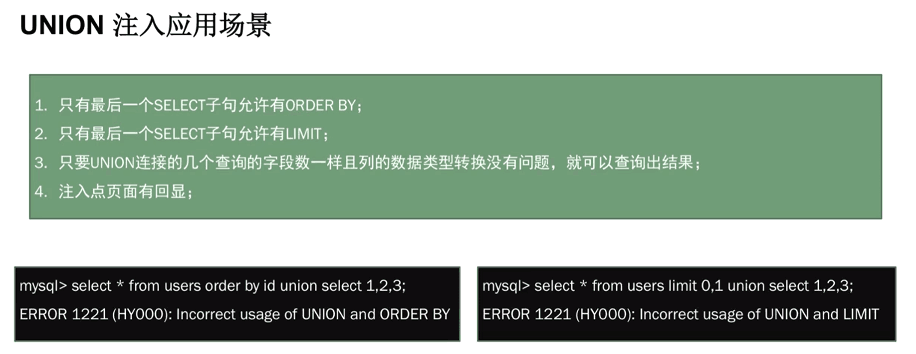 UNION 注入应用场景
1. 只有最后一个SELECT子句允许有ORDER BY；
2. 只有最后一个SELECT子句允许有LIMIT；
3. 只要UNION连接的几个查询的字段数一样且列的数据类型转换没有问题，就可以查询出结果；
4. 注入点页面有回显；
mysql> select * from users order by id union select 1,2,3;
ERROR 1221 (HY000): Incorrect usage of UNION and ORDER BY
mysql> select * from users limit 0,1 union select 1,2,3;
ERROR 1221 (HY000): Incorrect usage of UNION and LIMIT